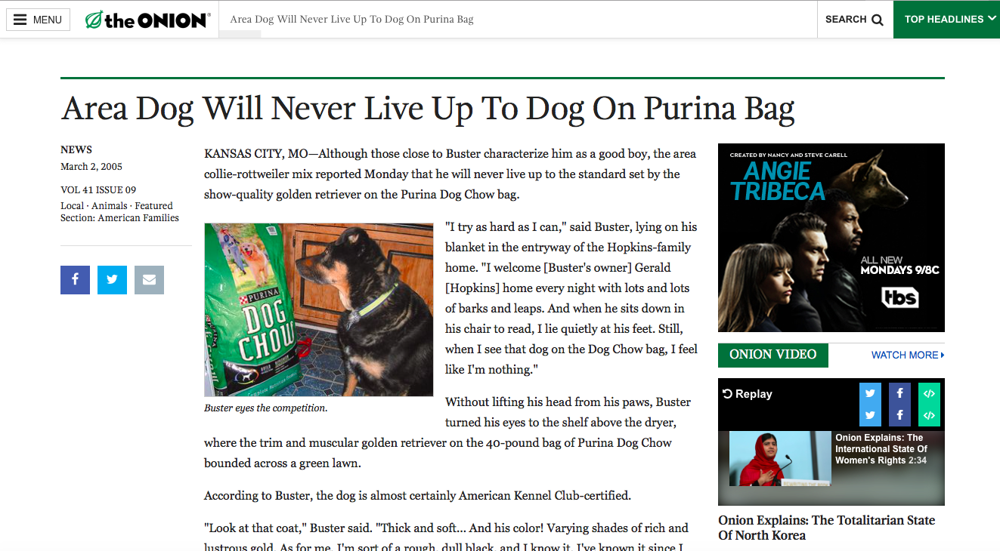 MENU
the ONION®
Area Dog Will Never Live Up To Dog On Purina Bag
SEARCH
TOP HEADLINES
Area Dog Will Never Live Up To Dog On Purina Bag
NEWS
March 2, 2005
VOL 41 ISSUE 09
Local · Animals · Featured
Section: American Families
KANSAS CITY, MO—Although those close to Buster characterize him as a good boy, the area
collie-rottweiler mix reported Monday that he will never live up to the standard set by the
show-quality golden retriever on the Purina Dog Chow bag.
PURINA
DOG
CHOW
Complete Nutrition Formula
Buster eyes the competition.
"I try as hard as I can," said Buster, lying on his
blanket in the entryway of the Hopkins-family
home. "I welcome [Buster's owner] Gerald
[Hopkins] home every night with lots and lots
of barks and leaps. And when he sits down in
his chair to read, I lie quietly at his feet. Still,
when I see that dog on the Dog Chow bag, I feel
like I'm nothing."
Without lifting his head from his paws, Buster
turned his eyes to the shelf above the dryer,
where the trim and muscular golden retriever on the 40-pound bag of Purina Dog Chow
bounded across a green lawn.
According to Buster, the dog is almost certainly American Kennel Club-certified.
"Look at that coat," Buster said. "Thick and soft... And his color! Varying shades of rich and
lustrous gold. As for me, I'm sort of a rough, dull black, and I know it. I've known it since I
CREATED BY NANCY AND STEVE CARELL
ANGIE
TRIBECA
ALL NEW
MONDAYS 9/8C
tbs
ONION VIDEO
WATCH MORE
Replay
Onion Explains: The
International State Of
Women's Rights 2:34
Onion Explains: The Totalitarian State
Of North Korea